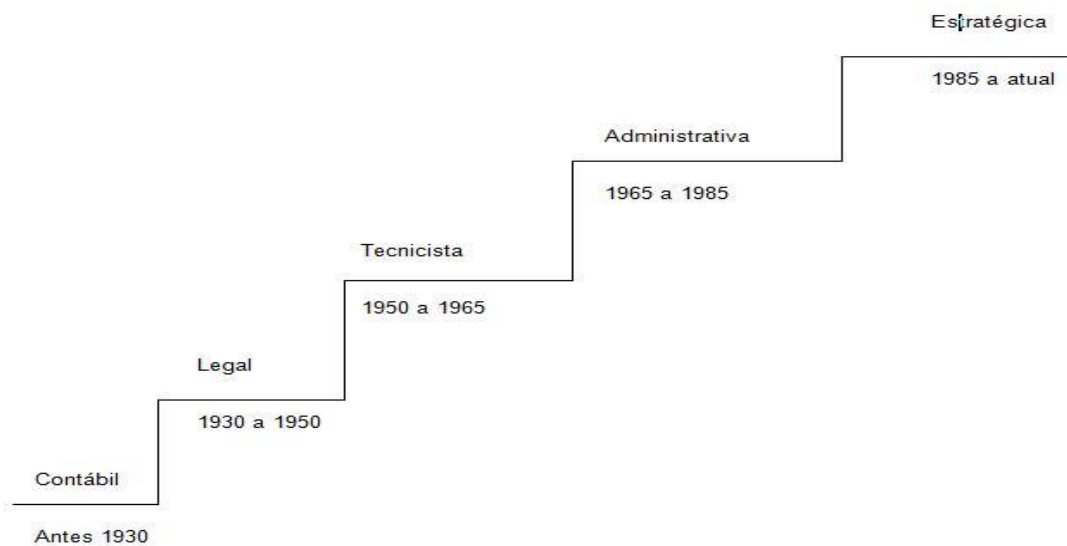 Estratégica
1985 a atual
Administrativa
1965 a 1985
Tecnicista
1950 a 1965
Legal
1930 a 1950
Contábil
Antes 1930